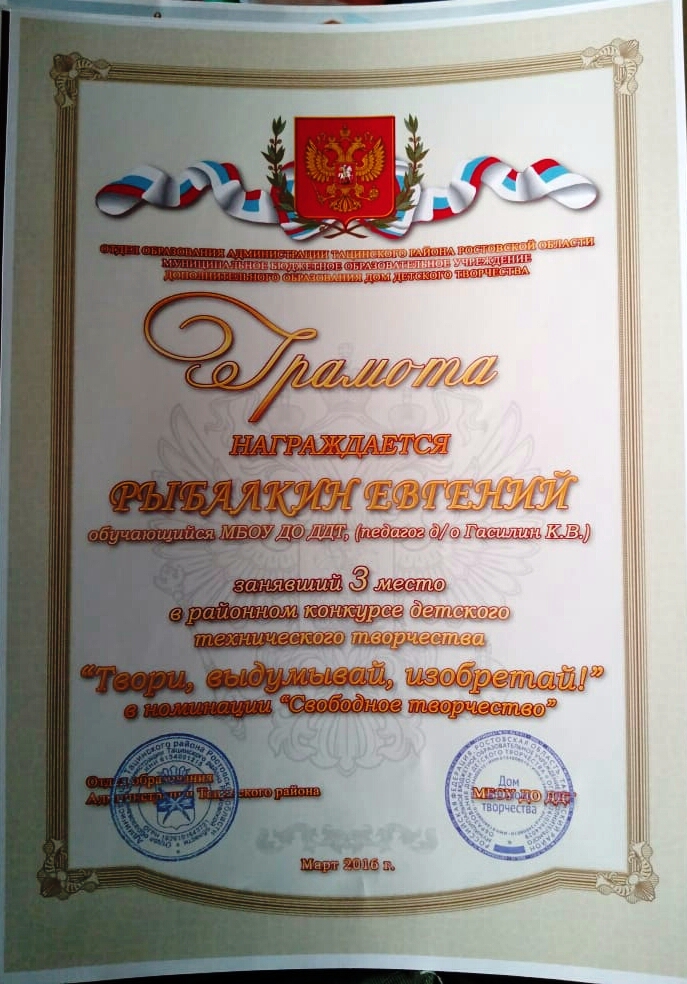 ОТДЕЛ ОБРАЗОВАНИЯ АДМИНИСТРАЦИИ ТАЦИНСКОГО РАЙОНА РОСТОВСКОЙ ОБЛАСТИ
МУНИЦИПАЛЬНОЕ БЮДЖЕТНОЕ ОБРАЗОВАТЕЛЬНОЕ УЧРЕЖДЕНИЕ
ДОПОЛНИТЕЛЬНОГО ОБРАЗОВАНИЯ ДОМ ДЕТСКОГО ТВОРЧЕСТВА
Грамота
НАГРАЖДАЕТСЯ
РЫБАЛКИН ЕВГЕНИЙ
обучающийся МБОУ ДО ДДТ, (педагог д/о Гасилин К.В.)
занявший 3 место
в районном конкурсе детского
технического творчества
“Твори, выдумывай, изобретай!”
в номинации “Свободное творчество”
Отдел образования
Администрации Тацинского района
МБОУ ДО ДДТ
Дом
детского
творчества
Март 2016 г.